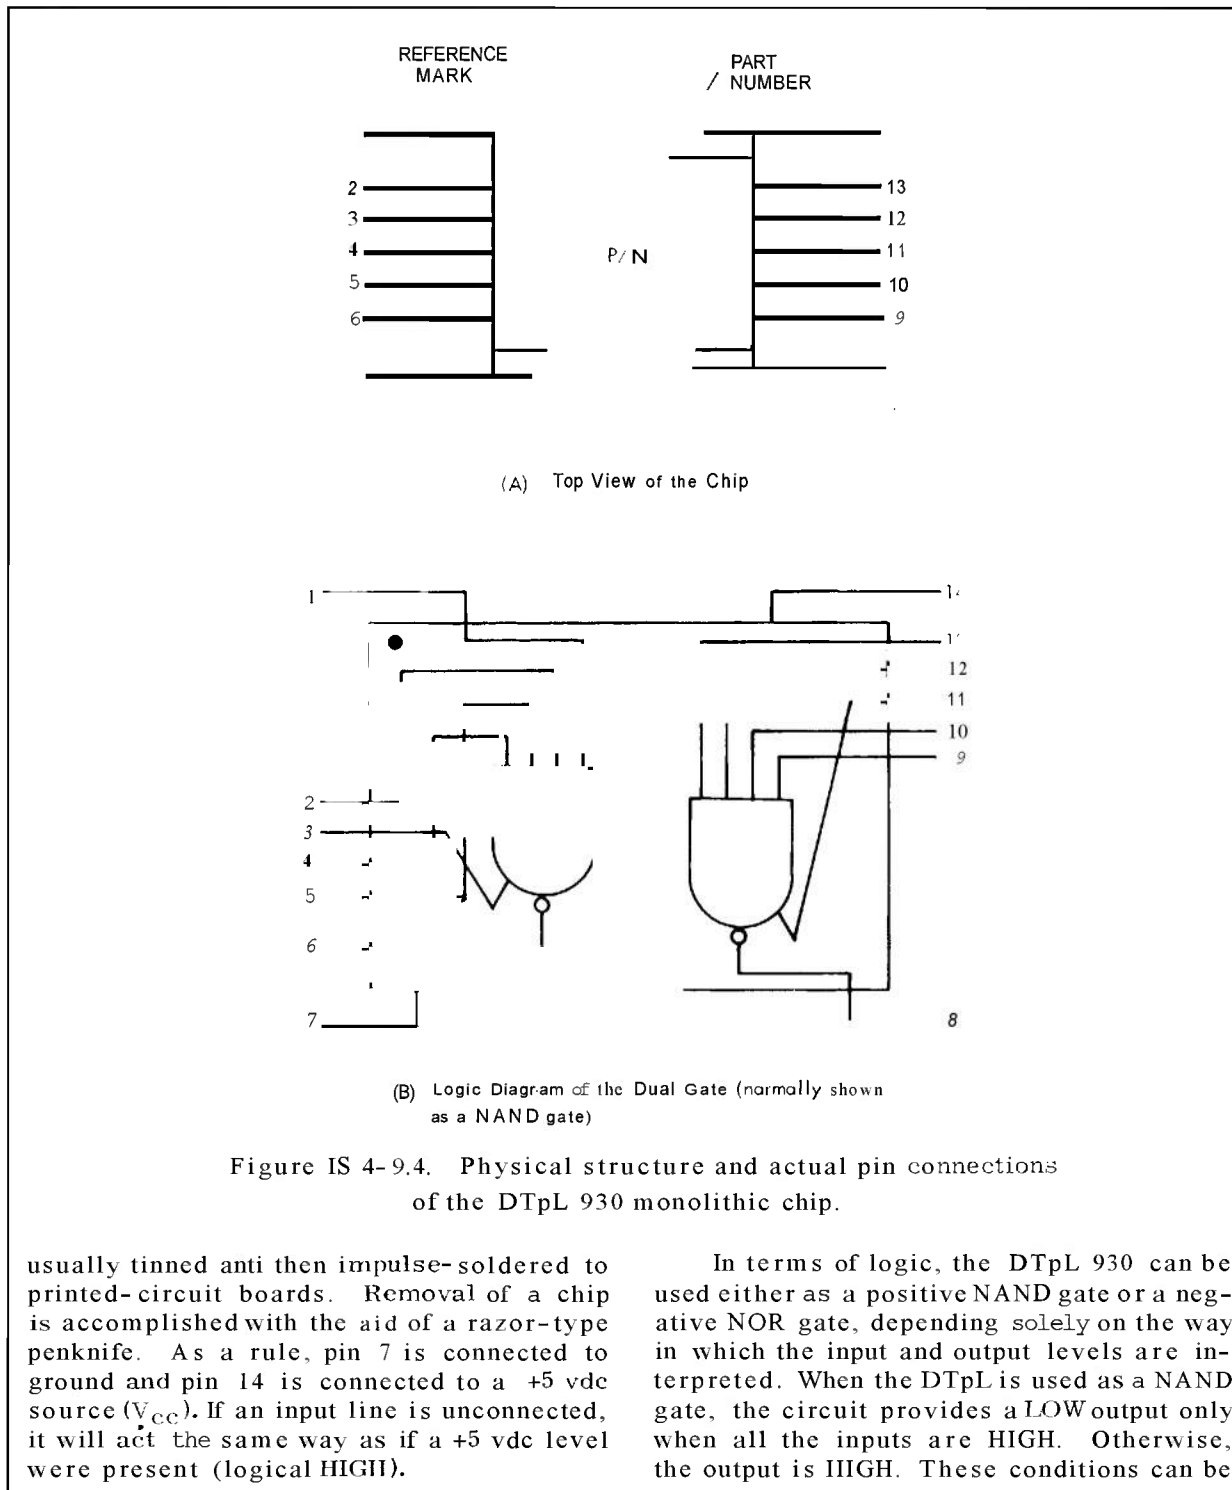 REFERENCE
MARK
PART
/ NUMBER
2
3
4
5
6
P/N
13
12
11
10
9
(A) Top View of the Chip
1
2
3
4
5
6
7
12
11
10
9
8
(B) Logic Diagram of the Dual Gate (normally shown
as a NAND gate)
Figure IS 4-9.4. Physical structure and actual pin connections
of the DTpL 930 monolithic chip.
usually tinned anti then impulse-soldered to
printed-circuit boards. Removal of a chip
is accomplished with the aid of a razor-type
penknife. As a rule, pin 7 is connected to
ground and pin 14 is connected to a +5 vdc
source (Vcc). If an input line is unconnected,
it will act the same way as if a +5 vdc level
were present (logical HIGII).
In terms of logic, the DTpL 930 can be
used either as a positive NAND gate or a neg-
ative NOR gate, depending solely on the way
in which the input and output levels are in-
terpreted. When the DTpL is used as a NAND
gate, the circuit provides a LOW output only
when all the inputs are HIGH. Otherwise,
the output is IIIGH. These conditions can be